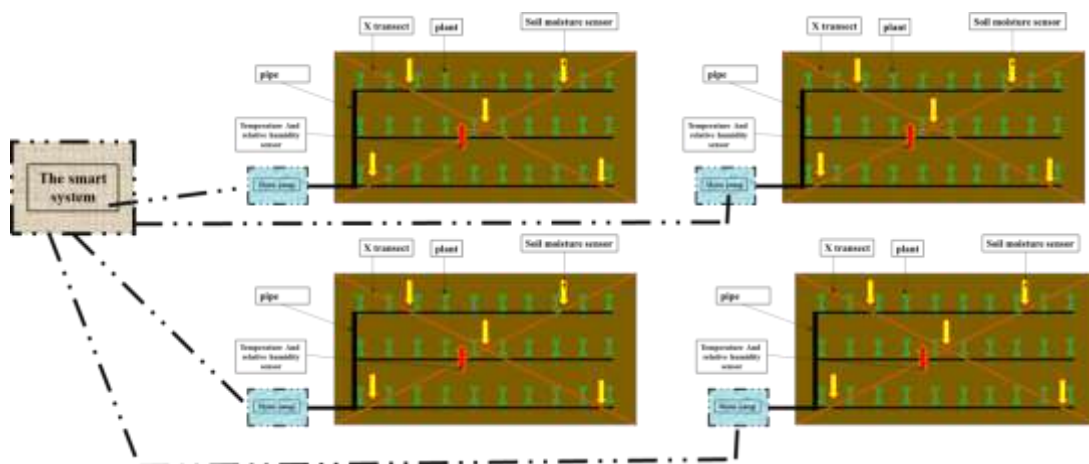 X transect
plant
Soil moisture sensor
pipe
Temperature And
relative humidity
sensor
X transect
plant
Soil moisture sensor
pipe
Temperature And
relative humidity
sensor
The smart
system
X transect
plant
Soil moisture sensor
pipe
Temperature And
relative humidity
sensor
X transect
plant
Soil moisture sensor
pipe
Temperature And
relative humidity
sensor